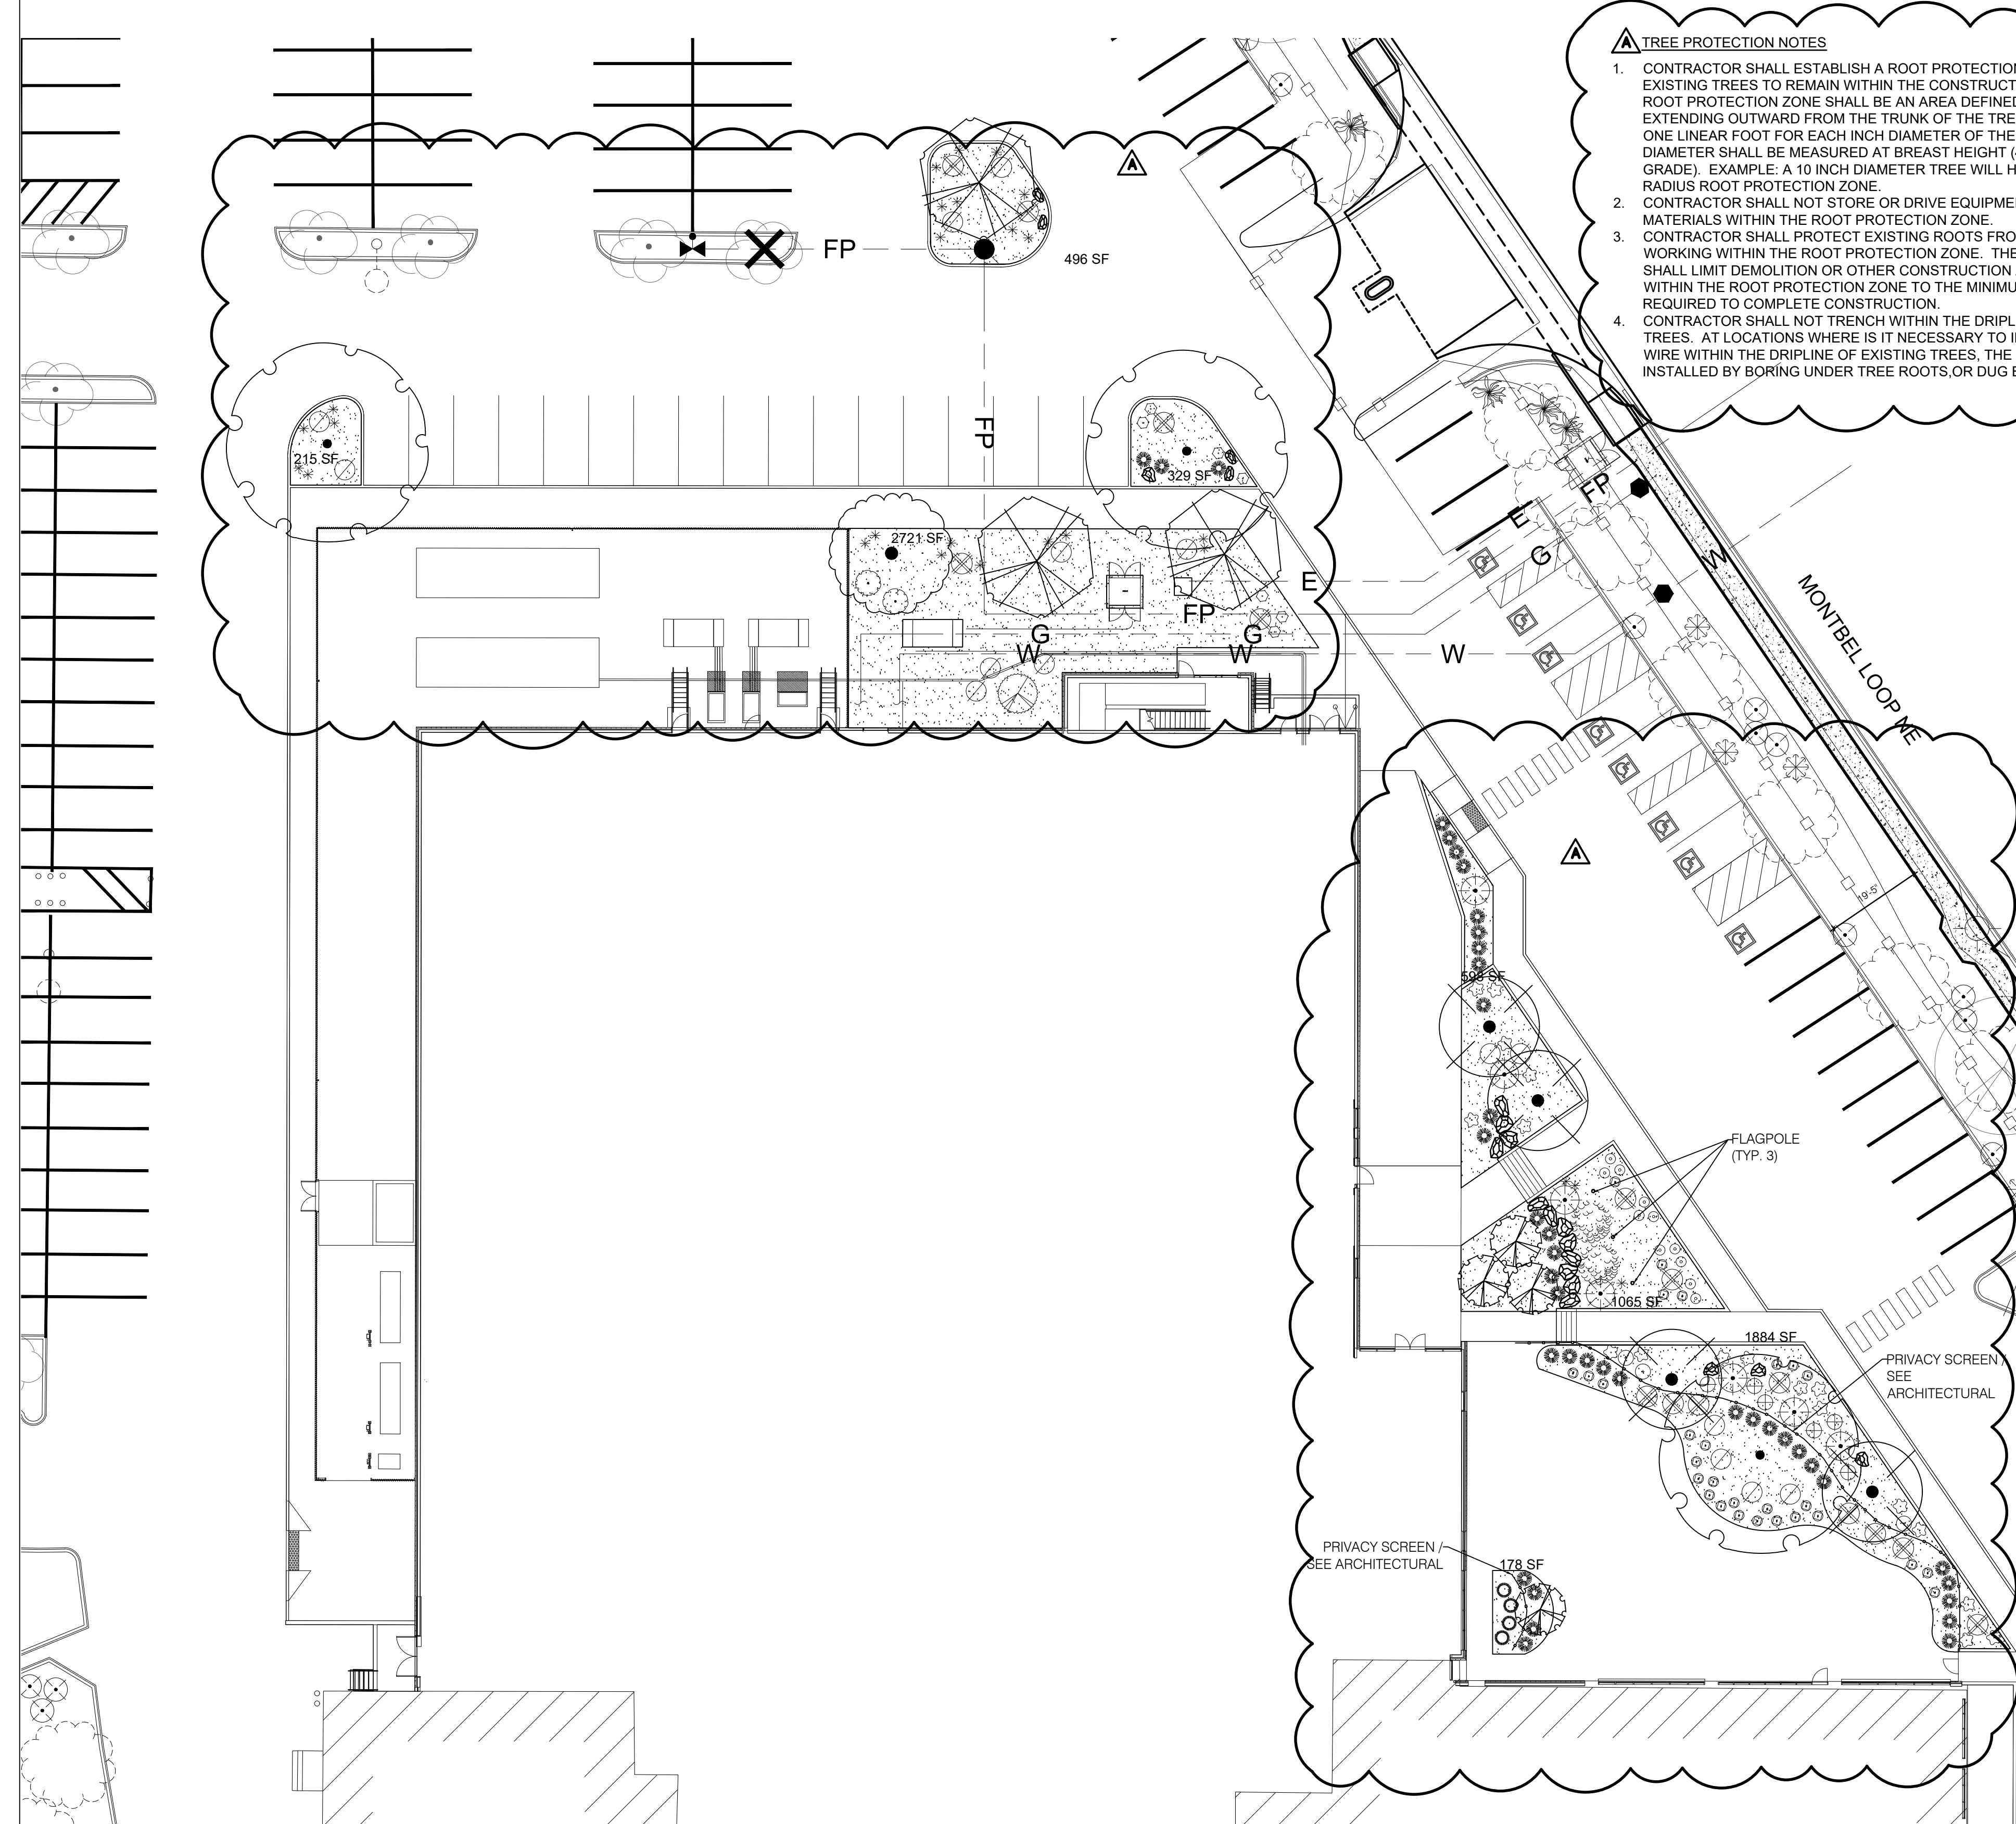 A TREE PROTECTION NOTES
1. CONTRACTOR SHALL ESTABLISH A ROOT PROTECTION
EXISTING TREES TO REMAIN WITHIN THE
ROOT PROTECTION ZONE SHALL BE AN AREA DEFINED
EXTENDING OUTWARD FROM THE TRUNK OF THE
ONE LINEAR FOOT FOR EACH INCH DIAMETER OF THE
DIAMETER SHALL BE MEASURED AT BREAST HEIGHT
GRADE). EXAMPLE: A 10 INCH DIAMETER TREE WILL
RADIUS ROOT PROTECTION ZONE.
2. CONTRACTOR SHALL NOT STORE OR DRIVE
MATERIALS WITHIN THE ROOT PROTECTION ZONE.
3. CONTRACTOR SHALL PROTECT EXISTING ROOTS
WORKING WITHIN THE ROOT PROTECTION ZONE. THE
SHALL LIMIT DEMOLITION OR OTHER CONSTRUCTION
WITHIN THE ROOT PROTECTION ZONE TO THE
REQUIRED TO COMPLETE CONSTRUCTION.
4. CONTRACTOR SHALL NOT TRENCH WITHIN THE
TREES. AT LOCATIONS WHERE IS IT NECESSARY TO
WIRE WITHIN THE DRIPLINE OF EXISTING TREES, THE
INSTALLED BY BORING UNDER TREE ROOTS,OR DUG
A
FP
496 SF
FP
215 SF
329 SF
2721 SF
E
FP
G
G
W
W
W
FP
E
G
W
MONTBEL LOOP NE
A
19'-5"
593 SF
FLAGPOLE
(TYP. 3)
1065 SF
1884 SF
PRIVACY SCREEN /
SEE
ARCHITECTURAL
PRIVACY SCREEN /
SEE ARCHITECTURAL
178 SF